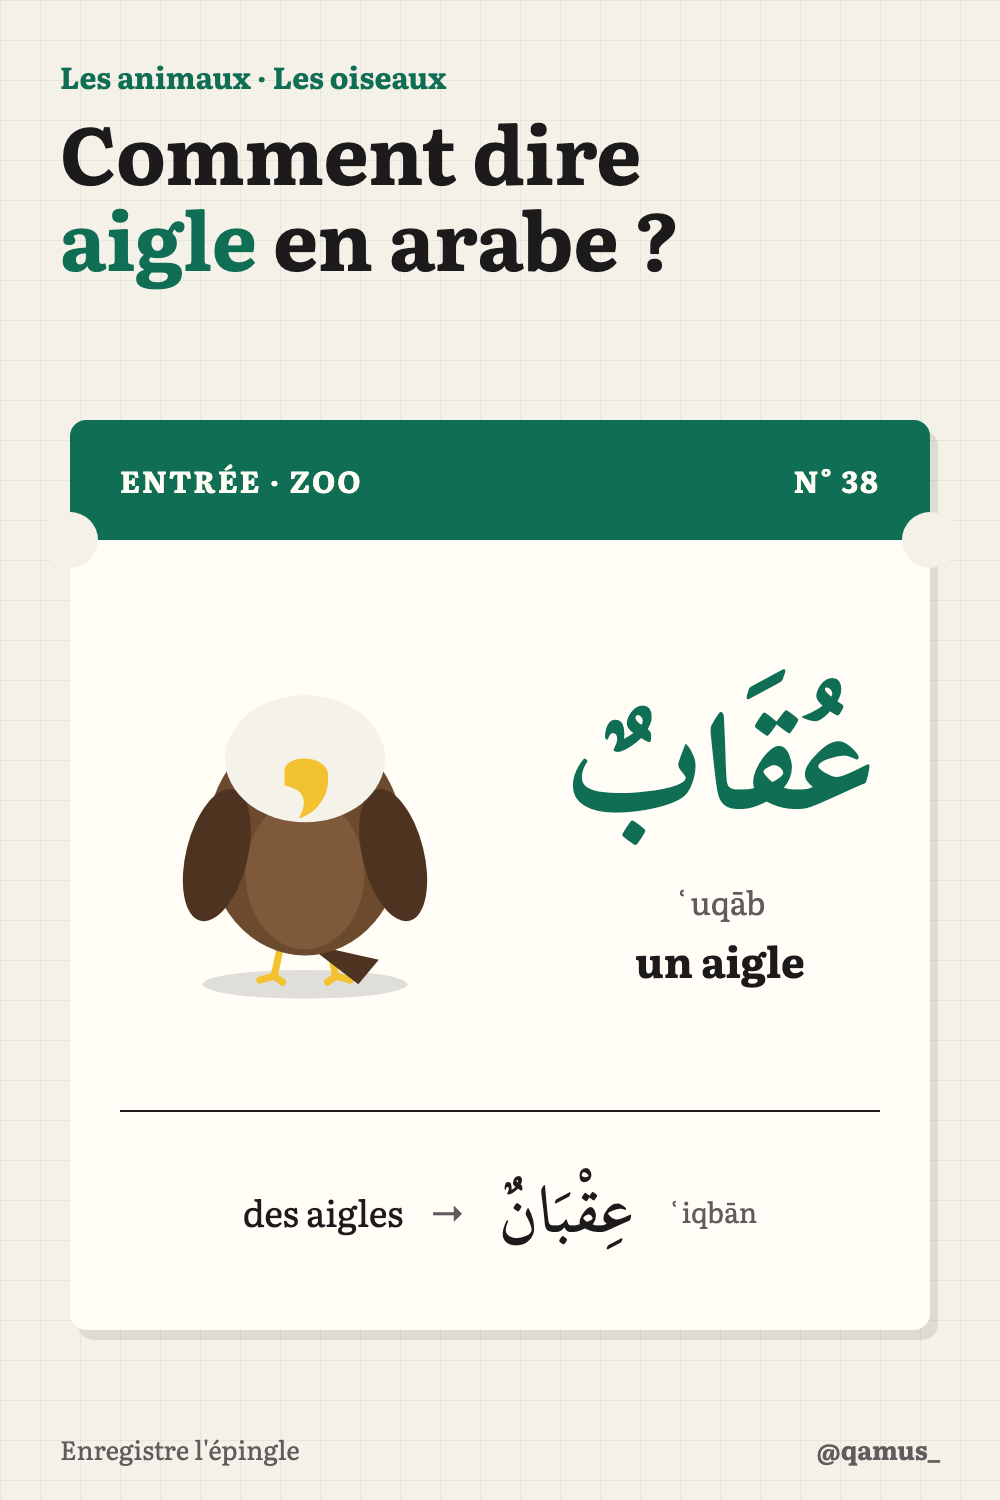 Les animaux · Les oiseaux
Comment dire
aigle en arabe ?
ENTRÉE · ZOO
N° 38
عُقَابٌ
ʿuqāb
un aigle
des aigles → عِقْبَانٌ ʿiqbān
Enregistre l'épingle
@qamus_